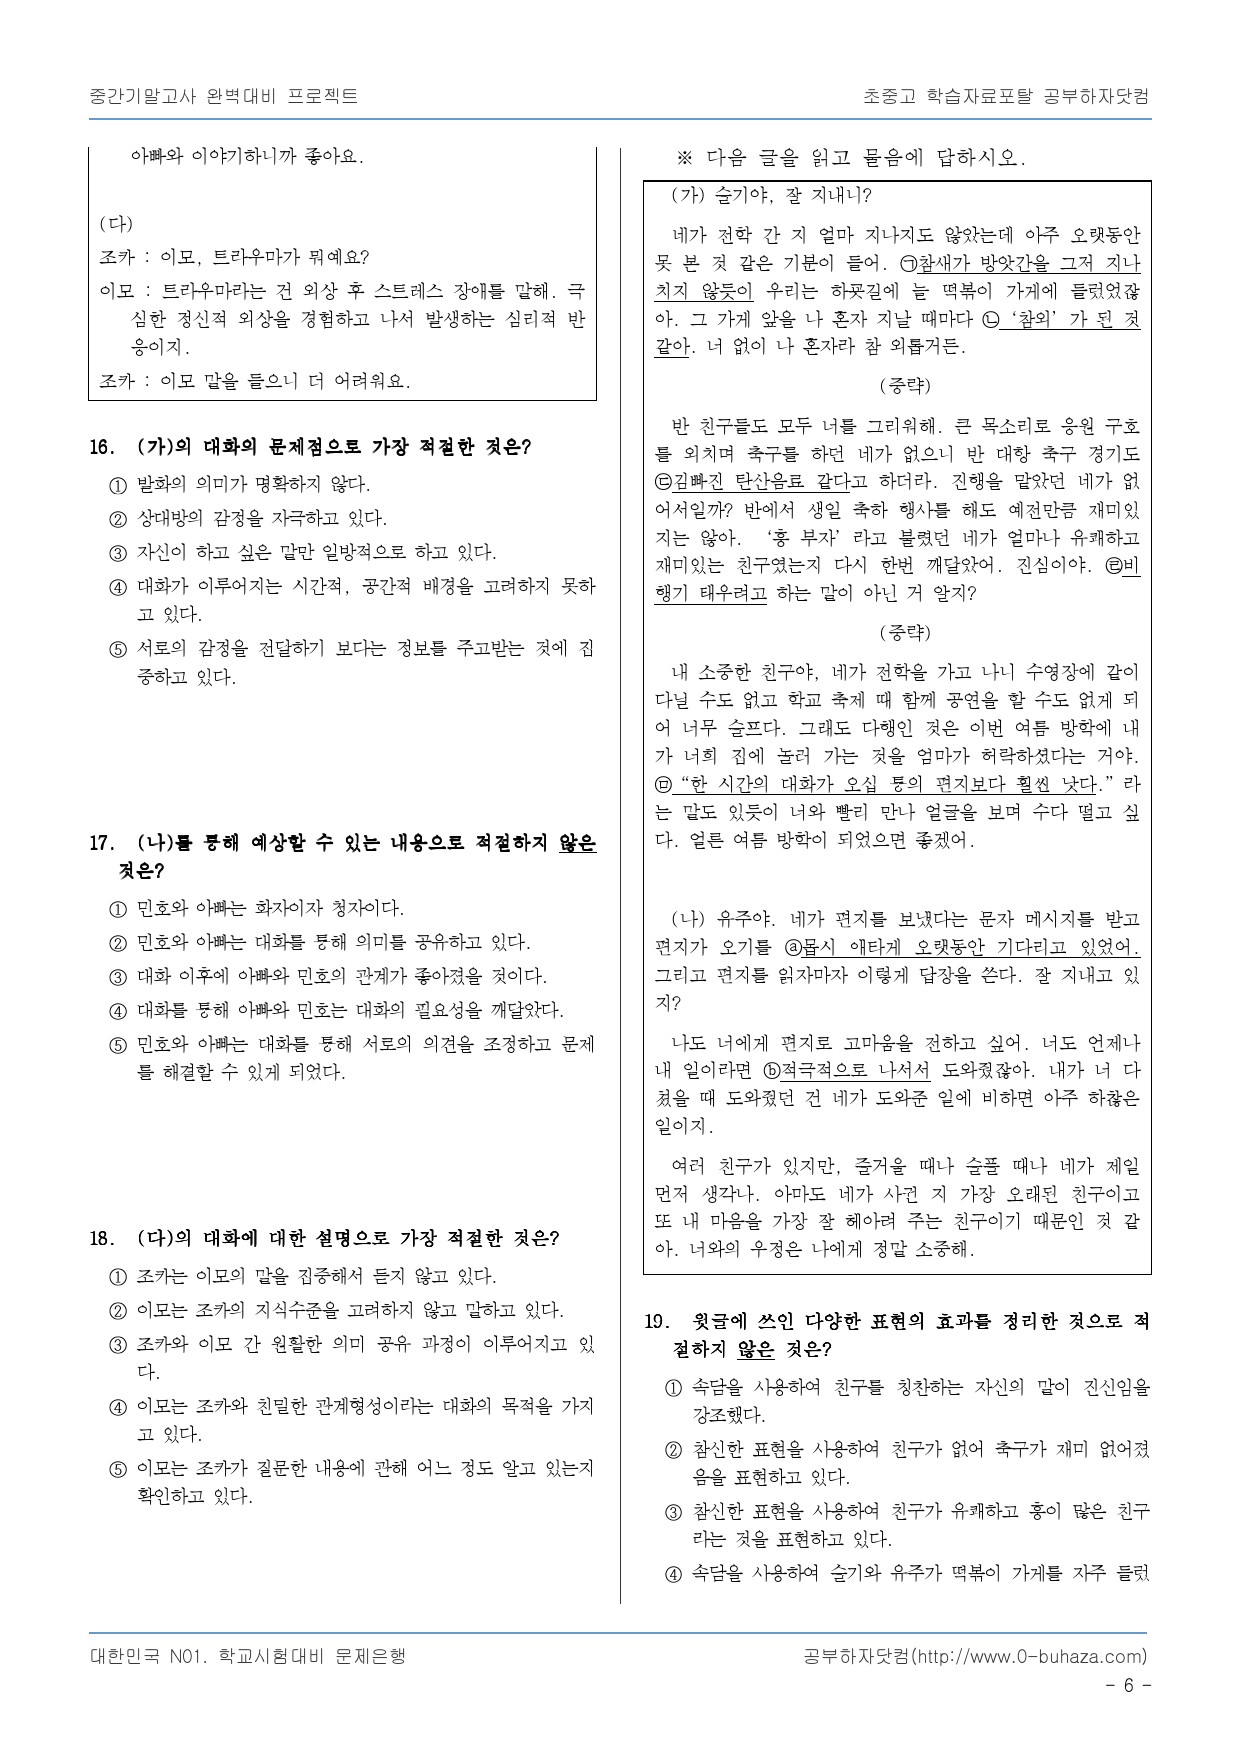 중간기말고사 완벽대비 프로젝트
초중고 학습자료포탈 공부하자닷컴
아빠와 이야기하니까 좋아요.
(다)
조카 : 이모, 트라우마가 뭐예요?
이모 : 트라우마라는 건 외상 후 스트레스 장애를 말해. 극
심한 정신적 외상을 경험하고 나서 발생하는 심리적 반
응이지.
조카 : 이모 말을 들으니 더 어려워요.
16. (가)의 대화의 문제점으로 가장 적절한 것은?
① 발화의 의미가 명확하지 않다.
② 상대방의 감정을 자극하고 있다.
③ 자신이 하고 싶은 말만 일방적으로 하고 있다.
④ 대화가 이루어지는 시간적, 공간적 배경을 고려하지 못하
고 있다.
⑤ 서로의 감정을 전달하기 보다는 정보를 주고받는 것에 집
중하고 있다.
17. (나)를 통해 예상할 수 있는 내용으로 적절하지 않은
것은?
① 민호와 아빠는 화자이자 청자이다.
② 민호와 아빠는 대화를 통해 의미를 공유하고 있다.
③ 대화 이후에 아빠와 민호의 관계가 좋아졌을 것이다.
④ 대화를 통해 아빠와 민호는 대화의 필요성을 깨달았다.
⑤ 민호와 아빠는 대화를 통해 서로의 의견을 조정하고 문제
를 해결할 수 있게 되었다.
18. (다)의 대화에 대한 설명으로 가장 적절한 것은?
① 조카는 이모의 말을 집중해서 듣지 않고 있다.
② 이모는 조카의 지식수준을 고려하지 않고 말하고 있다.
③ 조카와 이모 간 원활한 의미 공유 과정이 이루어지고 있
다.
④ 이모는 조카와 친밀한 관계형성이라는 대화의 목적을 가지
고 있다.
⑤ 이모는 조카가 질문한 내용에 관해 어느 정도 알고 있는지
확인하고 있다.
※ 다음 글을 읽고 물음에 답하시오.
(가) 슬기야, 잘 지내니?
네가 전학 간 지 얼마 지나지도 않았는데 아주 오랫동안
못 본 것 같은 기분이 들어. ㉠참새가 방앗간을 그저 지나
치지 않듯이 우리는 하굣길에 늘 떡볶이 가게에 들렀었잖
아. 그 가게 앞을 나 혼자 지날 때마다 ㉡ ‘참외’가 된 것
같아. 너 없이 나 혼자라 참 외롭거든.
(중략)
반 친구들도 모두 너를 그리워해. 큰 목소리로 응원 구호
를 외치며 축구를 하던 네가 없으니 반 대항 축구 경기도
㉢김빠진 탄산음료 같다고 하더라. 진행을 맡았던 네가 없
어서일까? 반에서 생일 축하 행사를 해도 예전만큼 재미있
지는 않아. ‘흥 부자’라고 불렸던 네가 얼마나 유쾌하고
재미있는 친구였는지 다시 한번 깨달았어. 진심이야. ㉣비
행기 태우려고 하는 말이 아닌 거 알지?
(중략)
내 소중한 친구야, 네가 전학을 가고 나니 수영장에 같이
다닐 수도 없고 학교 축제 때 함께 공연을 할 수도 없게 되
어 너무 슬프다. 그래도 다행인 것은 이번 여름 방학에 내
가 너희 집에 놀러 가는 것을 엄마가 허락하셨다는 거야.
㉤ “한 시간의 대화가 오십 통의 편지보다 훨씬 낫다.”라
는 말도 있듯이 너와 빨리 만나 얼굴을 보며 수다 떨고 싶
다. 얼른 여름 방학이 되었으면 좋겠어.
(나) 유주야. 네가 편지를 보냈다는 문자 메시지를 받고
편지가 오기를 ⓐ몹시 애타게 오랫동안 기다리고 있었어.
그리고 편지를 읽자마자 이렇게 답장을 쓴다. 잘 지내고 있
지?
나도 너에게 편지로 고마움을 전하고 싶어. 너도 언제나
내 일이라면 ⓑ적극적으로 나서서 도와줬잖아. 내가 너 다
쳤을 때 도와줬던 건 네가 도와준 일에 비하면 아주 하찮은
일이지.
여러 친구가 있지만, 즐거울 때나 슬플 때나 네가 제일
먼저 생각나. 아마도 네가 사귄 지 가장 오래된 친구이고
또 내 마음을 가장 잘 헤아려 주는 친구이기 때문인 것 같
아. 너와의 우정은 나에게 정말 소중해.
19. 윗글에 쓰인 다양한 표현의 효과를 정리한 것으로 적
절하지 않은 것은?
① 속담을 사용하여 친구를 칭찬하는 자신의 말이 진심임을
강조했다.
② 참신한 표현을 사용하여 친구가 없어 축구가 재미 없어졌
음을 표현하고 있다.
③ 참신한 표현을 사용하여 친구가 유쾌하고 흥이 많은 친구
라는 것을 표현하고 있다.
④ 속담을 사용하여 슬기와 유주가 떡볶이 가게를 자주 들렀
대한민국 N01. 학교시험대비 문제은행
공부하자닷컴(http://www.0-buhaza.com)
- 6 -